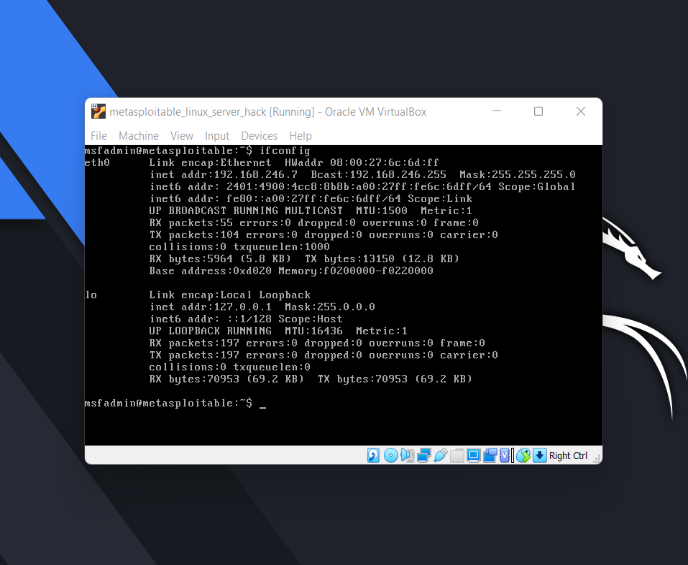 metasploitable_linux_server_hack [Running] - Oracle VM VirtualBox
File Machine View Input Devices Help
msfadmin@metasploitable:~$ ifconfig
eth0 Link encap:Ethernet HWaddr 08:00:27:6c:6d:ff
inet addr:192.168.246.7 Bcast:192.168.246.255 Mask:255.255.255.0
inet6 addr: 2401:4900:4cc8:8b8b:a00:27ff:fe6c:6dff/64 Scope:Global
inet6 addr: fe80::a00:27ff:fe6c:6dff/64 Scope:Link
UP BROADCAST RUNNING MULTICAST MTU:1500 Metric:1
RX packets:55 errors:0 dropped:0 overruns:0 frame:0
TX packets:104 errors:0 dropped:0 overruns:0 carrier:0
collisions:0 txqueuelen:1000
RX bytes:5964 (5.8 KB) TX bytes:13150 (12.8 KB)
Base address:0xd020 Memory:f0200000-f0220000
lo Link encap:Local Loopback
inet addr:127.0.0.1 Mask:255.0.0.0
inet6 addr: ::1/128 Scope:Host
UP LOOPBACK RUNNING MTU:16436 Metric:1
RX packets:197 errors:0 dropped:0 overruns:0 frame:0
TX packets:197 errors:0 dropped:0 overruns:0 carrier:0
collisions:0 txqueuelen:0
RX bytes:70953 (69.2 KB) TX bytes:70953 (69.2 KB)
msfadmin@metasploitable:~$ _
Right Ctrl